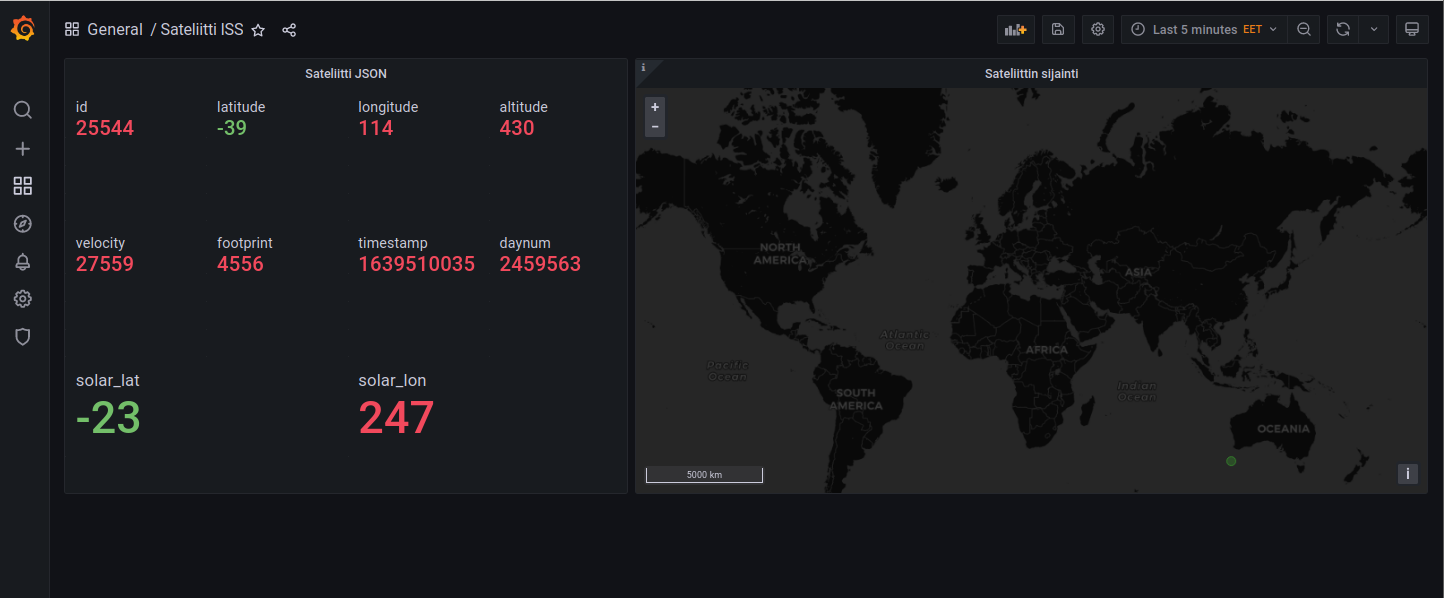 General / Sateliitti ISS
Last 5 minutes EET
Sateliitti JSON
id latitude longitude altitude
25544 -39 114 430
velocity footprint timestamp daynum
27559 4556 1639510035 2459563
solar_lat solar_lon
-23 247
i
Sateliittin sijainti
+
-
NORTH
AMERICA
ASIA
Atlantic
Ocean
AFRICA
Pacific
Ocean
Indian
Ocean
SOUTH
AMERICA
OCEANIA
5000 km
i